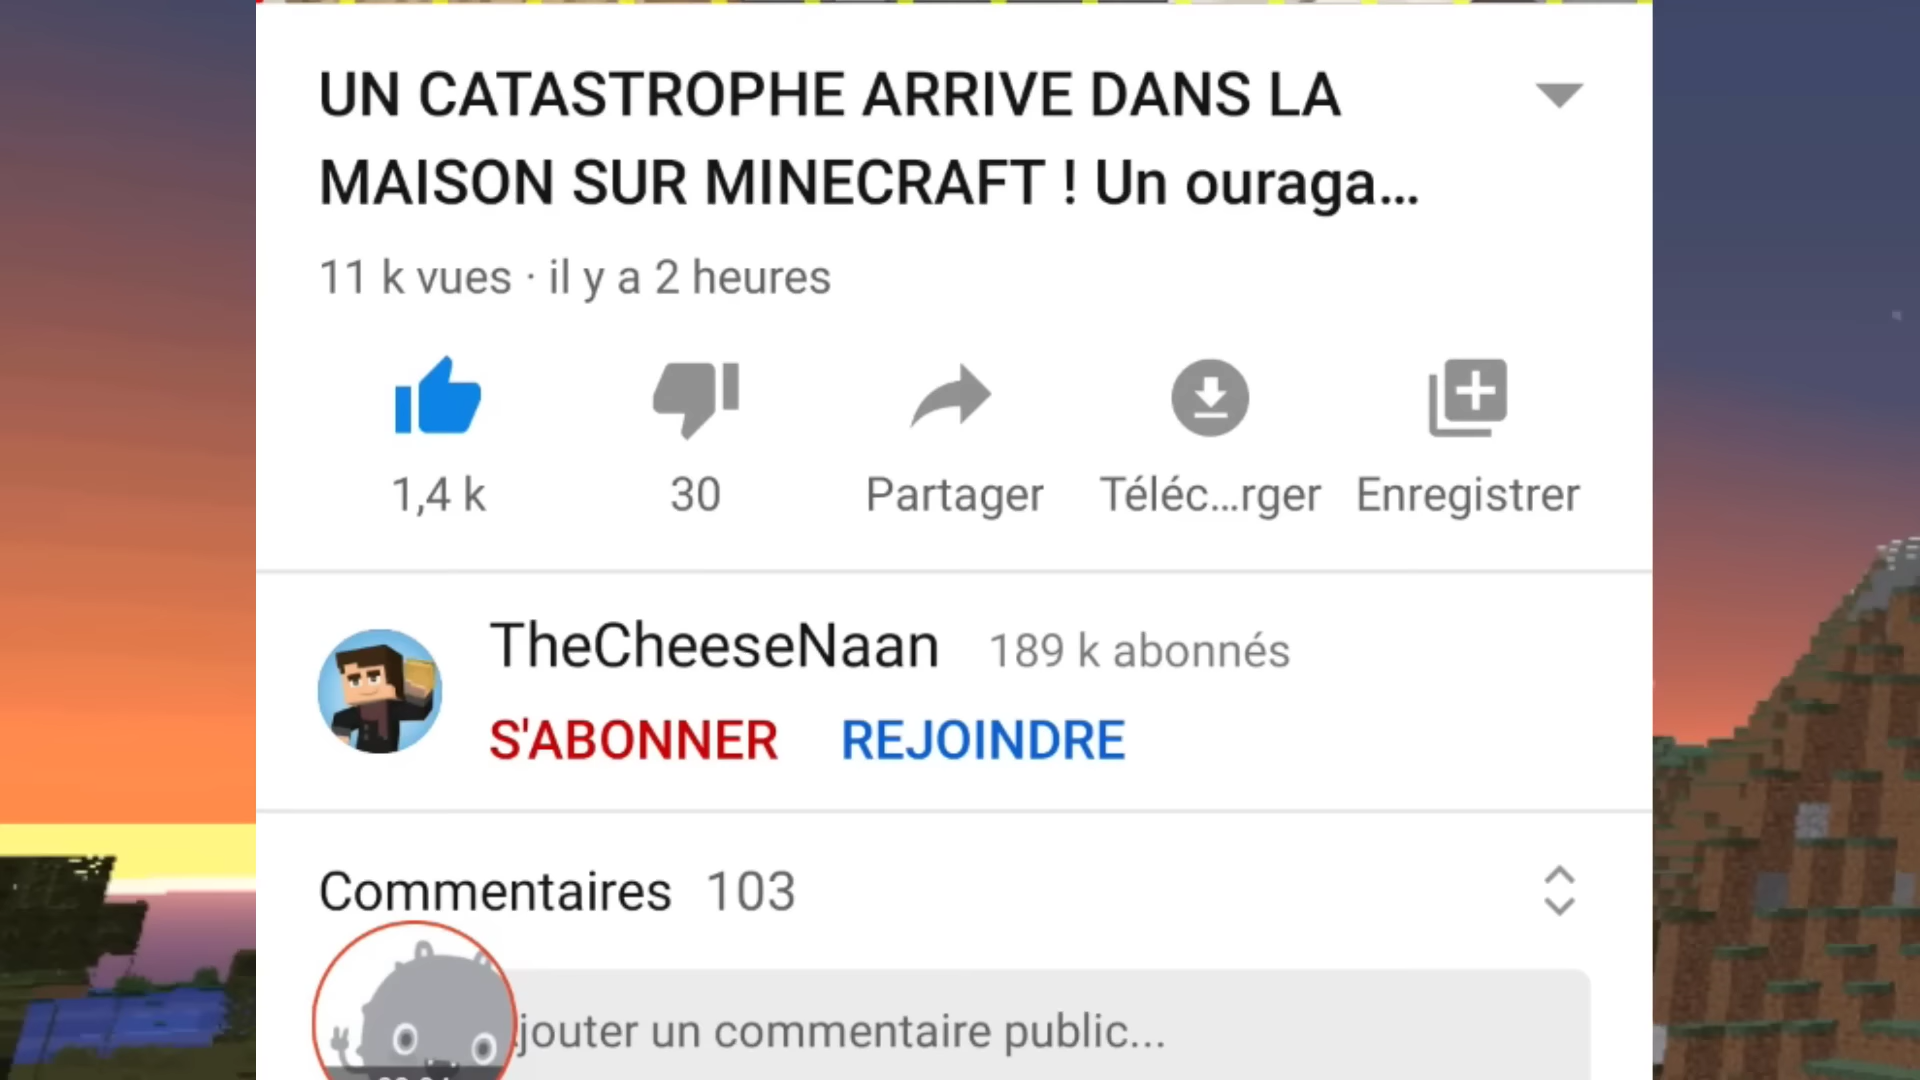 UN CATASTROPHE ARRIVE DANS LA
MAISON SUR MINECRAFT ! Un ouraga...
11 k vues · il y a 2 heures
1,4 k
30
Partager
Téléc...rger
Enregistrer
TheCheeseNaan 189 k abonnés
S'ABONNER REJOINDRE
Commentaires 103
jouter un commentaire public...